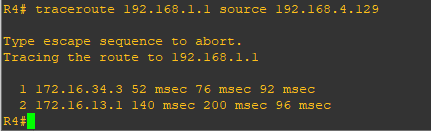 R4# traceroute 192.168.1.1 source 192.168.4.129
Type escape sequence to abort.
Tracing the route to 192.168.1.1
1 172.16.34.3 52 msec 76 msec 92 msec
2 172.16.13.1 140 msec 200 msec 96 msec
R4#